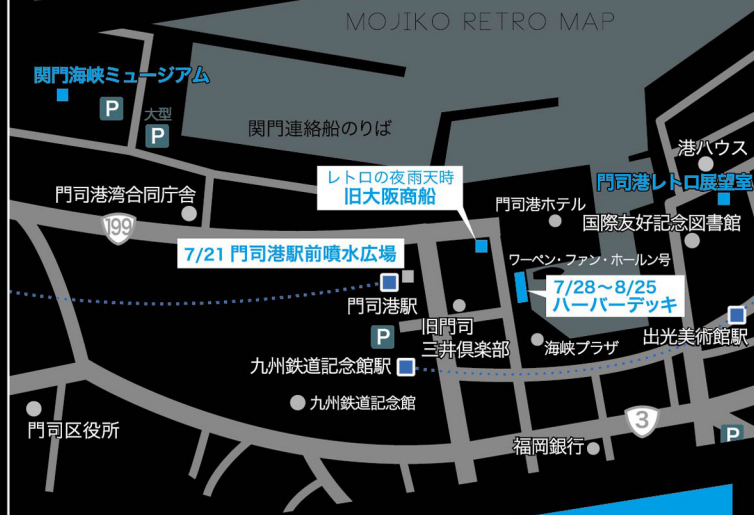 MOJIKO RETRO MAP
関門海峡ミュージアム
P
大型
P
関門連絡船のりば
港ハウス
レトロの夜雨天時
旧大阪商船
門司港レトロ展望室
門司港湾合同庁舎
門司港ホテル
国際友好記念図書館
199
7/21 門司港駅前噴水広場
ワーペン・ファン・ホールン号
7/28〜8/25
ハーバーデッキ
門司港駅
旧門司
三井倶楽部
P
海峡プラザ
出光美術館駅
九州鉄道記念館駅
九州鉄道記念館
門司区役所
3
P
福岡銀行